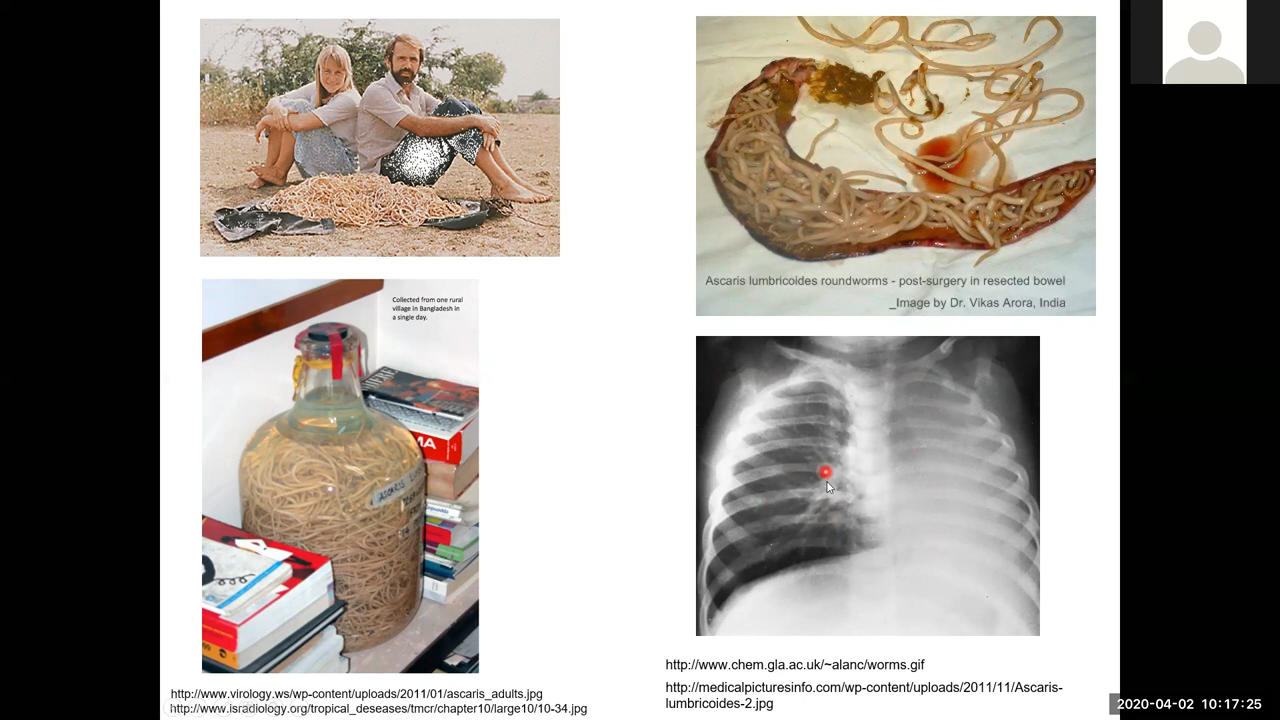 Collected from one rural
village in Bangladesh in
a single day.
MA
ASCARIS
Ascaris lumbricoides roundworms - post-surgery in resected bowel
_Image by Dr. Vikas Arora, India
http://www.virology.ws/wp-content/uploads/2011/01/ascaris_adults.jpg
http://www.isradiology.org/tropical_deseases/tmcr/chapter10/large10/10-34.jpg
http://www.chem.gla.ac.uk/~alanc/worms.gif
http://medicalpicturesinfo.com/wp-content/uploads/2011/11/Ascaris-
lumbricoides-2.jpg
2020-04-02 10:17:25